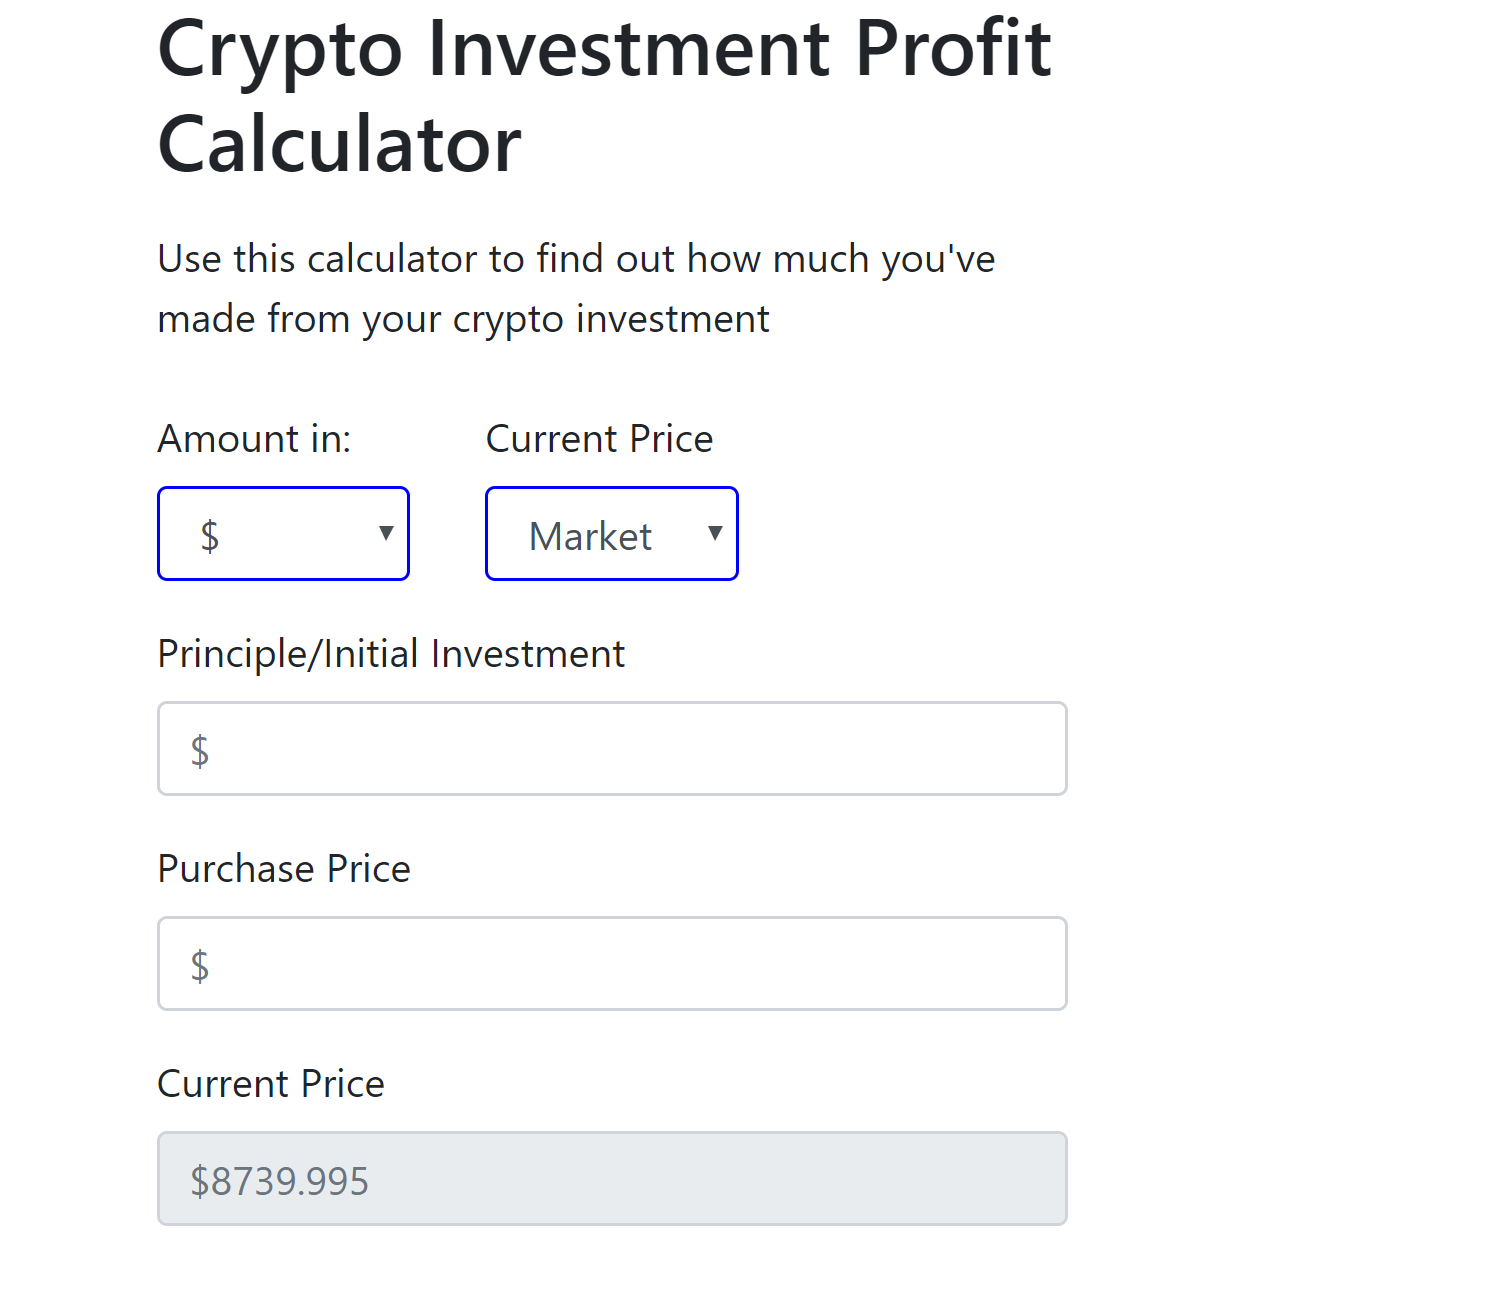 Crypto Investment Profit
Calculator
Use this calculator to find out how much you've
made from your crypto investment
Amount in: Current Price
$ Market
Principle/Initial Investment
$
Purchase Price
$
Current Price
$8739.995